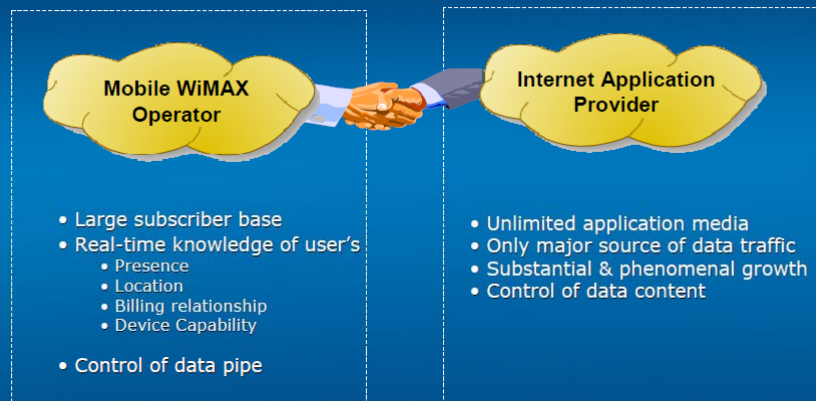 Mobile WiMAX
Operator
• Large subscriber base
• Real-time knowledge of user's
• Presence
• Location
• Billing relationship
• Device Capability
• Control of data pipe
Internet Application
Provider
• Unlimited application media
• Only major source of data traffic
• Substantial & phenomenal growth
• Control of data content